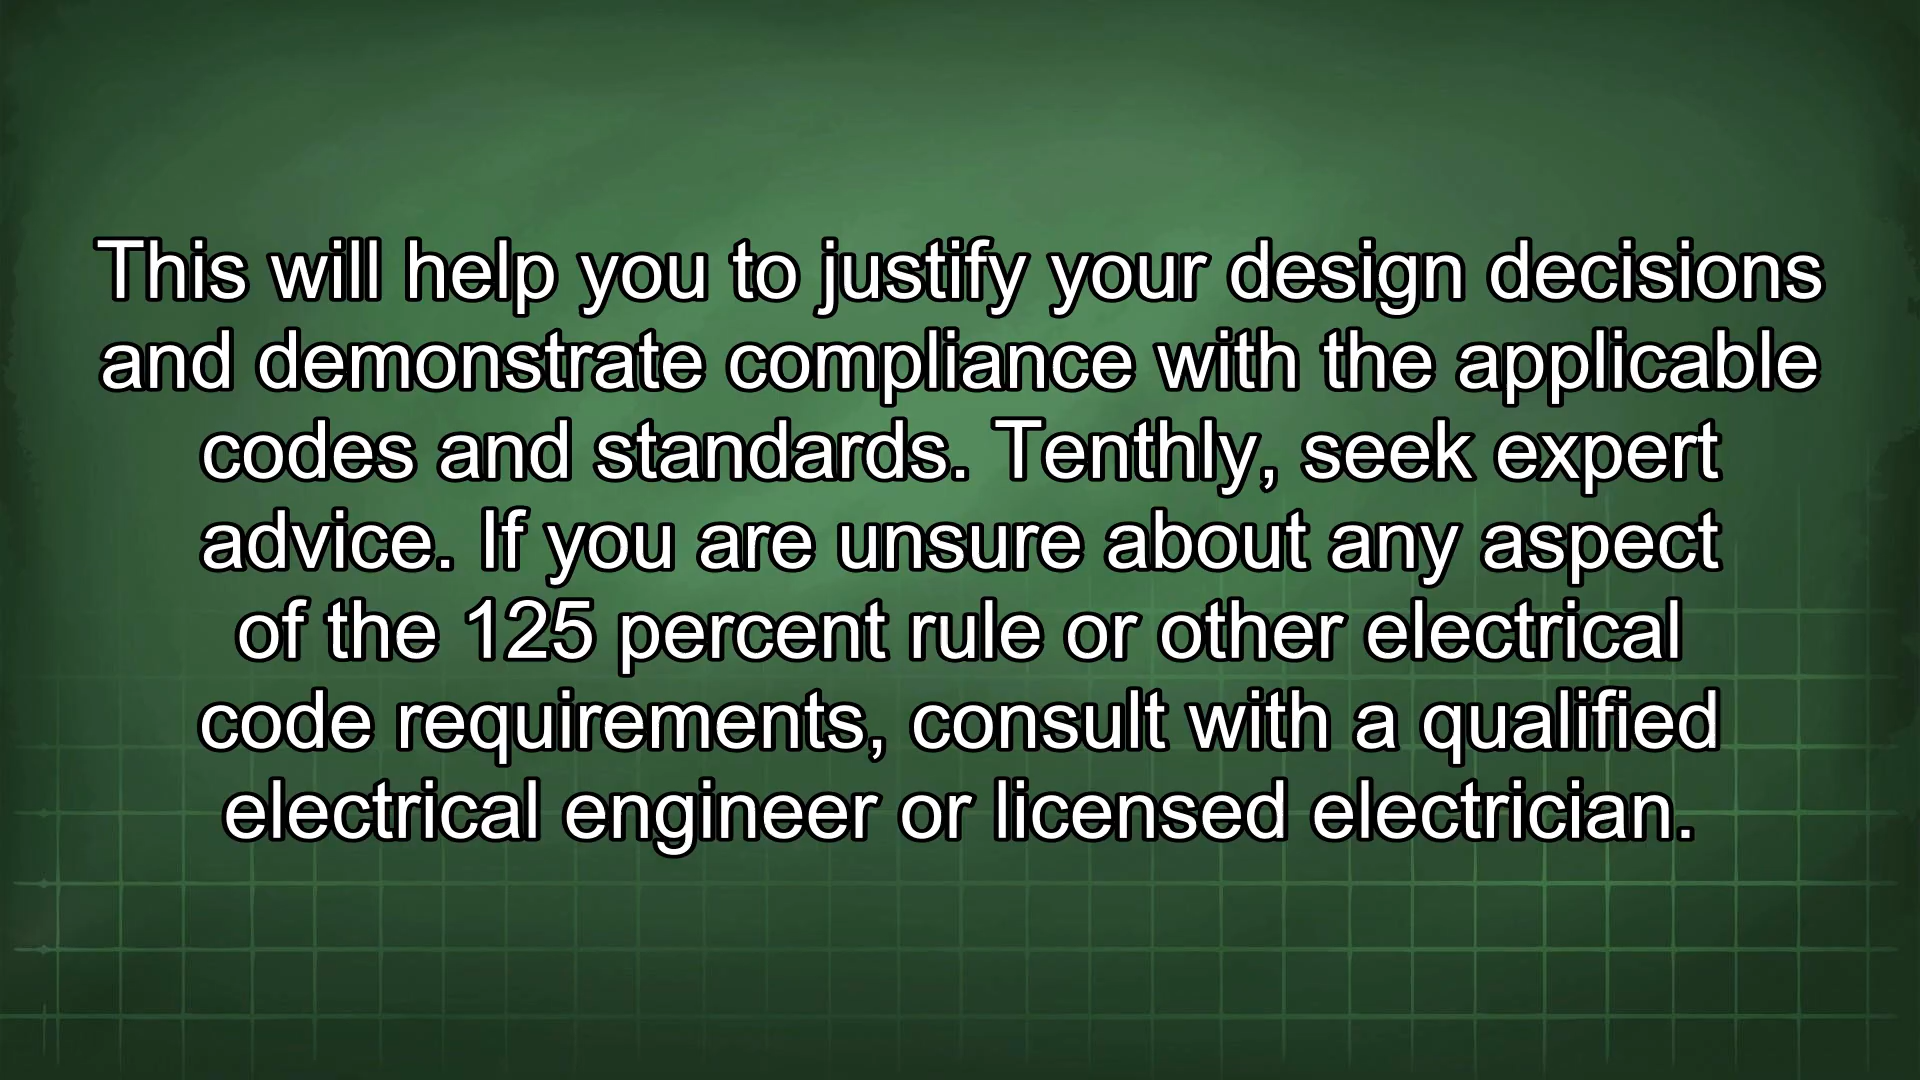 This will help you to justify your design decisions
and demonstrate compliance with the applicable
codes and standards. Tenthly, seek expert
advice. If you are unsure about any aspect
of the 125 percent rule or other electrical
code requirements, consult with a qualified
electrical engineer or licensed electrician.